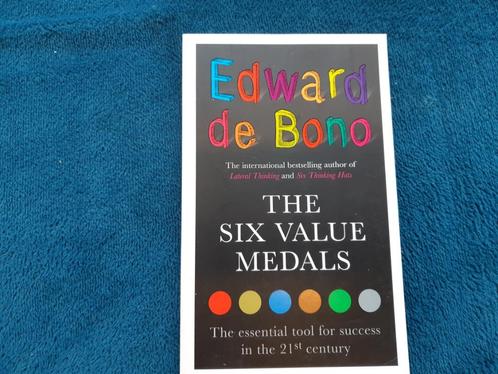 Edward
de Bono
The international bestselling author of
Lateral Thinking and Six Thinking Hats
THE
SIX VALUE
MEDALS
The essential tool for success
in the 21st century